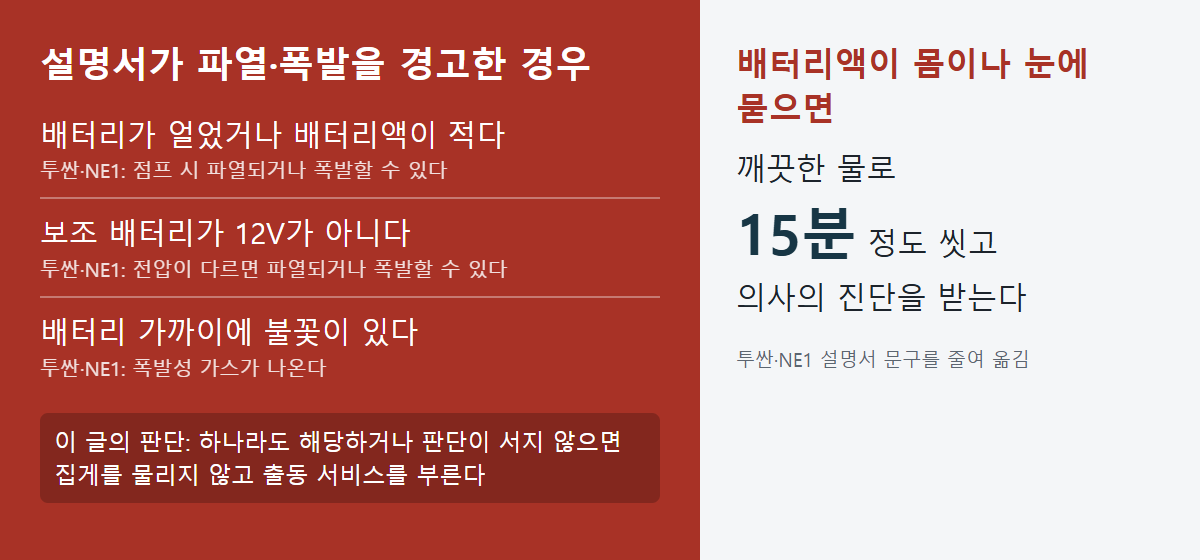 설명서가 파열·폭발을 경고한 경우
배터리가 얼었거나 배터리액이 적다
투싼·NE1: 점프 시 파열되거나 폭발할 수 있다
보조 배터리가 12V가 아니다
투싼·NE1: 전압이 다르면 파열되거나 폭발할 수 있다
배터리 가까이에 불꽃이 있다
투싼·NE1: 폭발성 가스가 나온다
이 글의 판단: 하나라도 해당하거나 판단이 서지 않으면
집게를 물리지 않고 출동 서비스를 부른다
배터리액이 몸이나 눈에
묻으면
깨끗한 물로
15분 정도 씻고
의사의 진단을 받는다
투싼·NE1 설명서 문구를 줄여 옮김